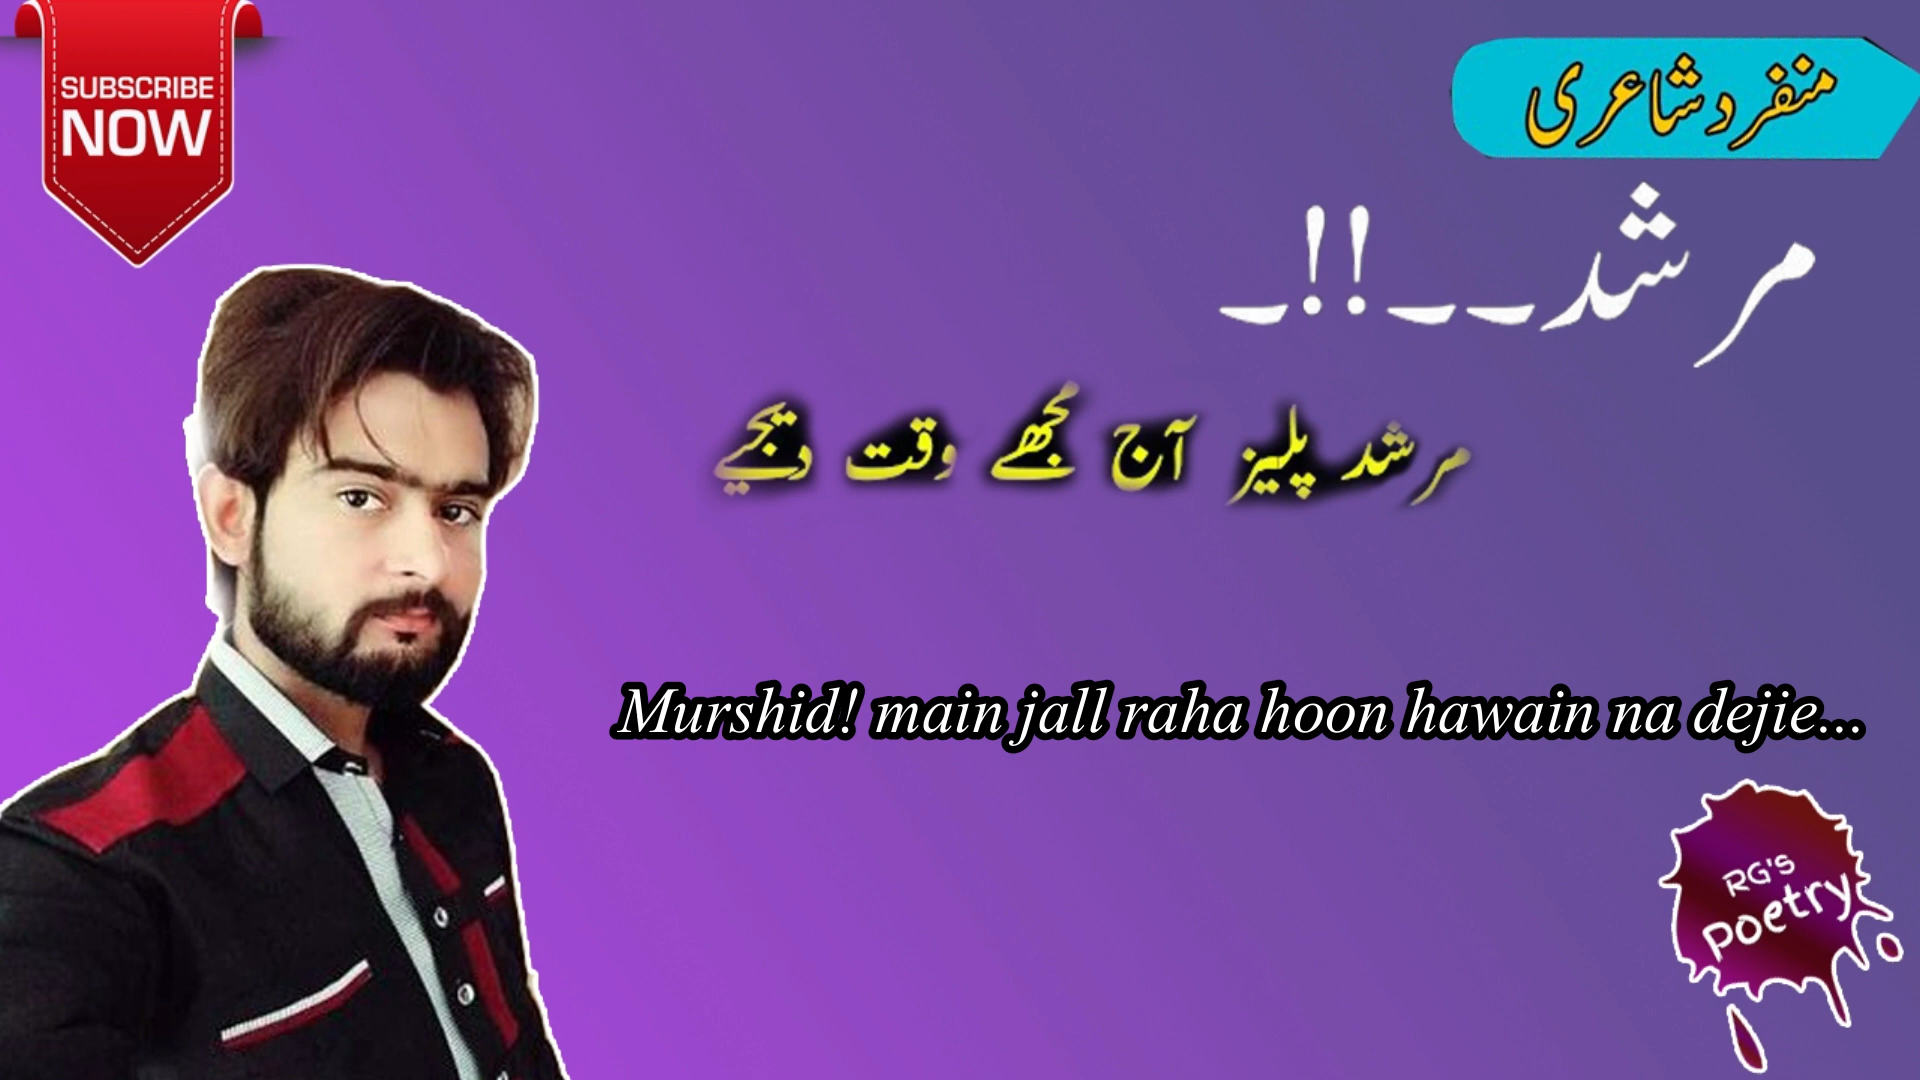 SUBSCRIBE
NOW
منفرد شاعری
مرشد۔۔!!۔
مرشد پلیز آج مجھے وقت دیجیے
Murshid! main jall raha hoon hawain na dejie...
RG's
poetry